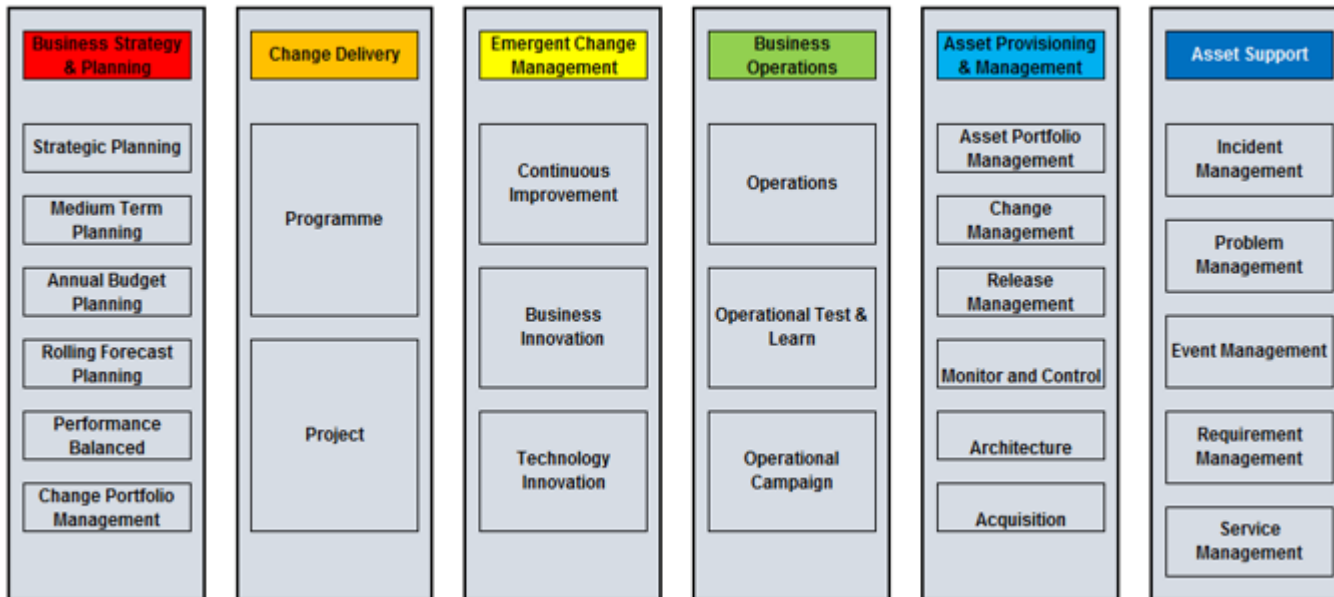 Business Strategy
& Planning
Strategic Planning
Medium Term
Planning
Annual Budget
Planning
Rolling Forecast
Planning
Performance
Balanced
Change Portfolio
Management
Change Delivery
Programme
Project
Emergent Change
Management
Continuous
Improvement
Business
Innovation
Technology
Innovation
Business
Operations
Operations
Operational Test &
Learn
Operational
Campaign
Asset Provisioning
& Management
Asset Portfolio
Management
Change
Management
Release
Management
Monitor and Control
Architecture
Acquisition
Asset Support
Incident
Management
Problem
Management
Event Management
Requirement
Management
Service
Management